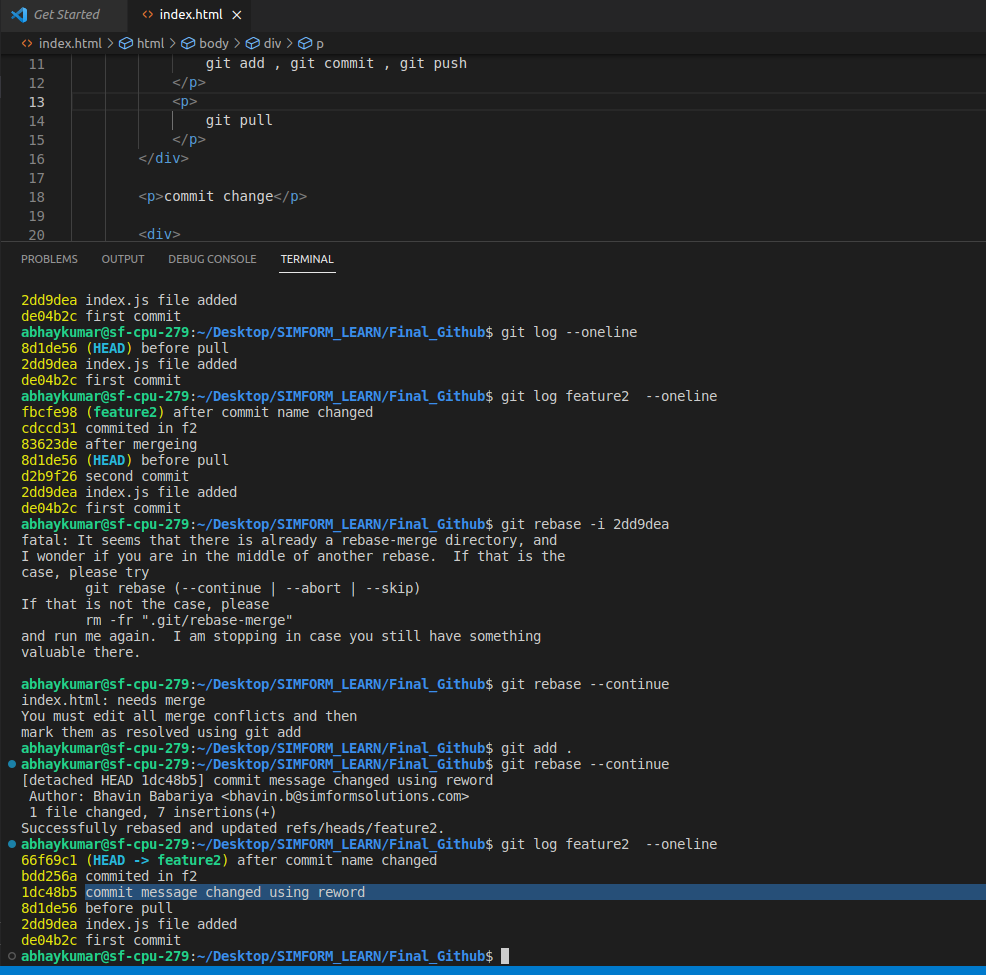 Get Started
index.html
index.html > html > body > div > p
11 git add , git commit , git push
12 </p>
13 <p>
14 git pull
15 </p>
16 </div>
17
18 <p>commit change</p>
19
20 <div>
PROBLEMS OUTPUT DEBUG CONSOLE TERMINAL
2dd9dea index.js file added
de04b2c first commit
abhaykumar@sf-cpu-279:~/Desktop/SIMFORM_LEARN/Final_Github$ git log --oneline
8d1de56 (HEAD) before pull
2dd9dea index.js file added
de04b2c first commit
abhaykumar@sf-cpu-279:~/Desktop/SIMFORM_LEARN/Final_Github$ git log feature2  --oneline
fbcfe98 (feature2) after commit name changed
cdccd31 commited in f2
83623de after mergeing
8d1de56 (HEAD) before pull
d2b9f26 second commit
2dd9dea index.js file added
de04b2c first commit
abhaykumar@sf-cpu-279:~/Desktop/SIMFORM_LEARN/Final_Github$ git rebase -i 2dd9dea
fatal: It seems that there is already a rebase-merge directory, and
I wonder if you are in the middle of another rebase.  If that is the
case, please try
git rebase (--continue | --abort | --skip)
If that is not the case, please
rm -fr ".git/rebase-merge"
and run me again.  I am stopping in case you still have something
valuable there.
abhaykumar@sf-cpu-279:~/Desktop/SIMFORM_LEARN/Final_Github$ git rebase --continue
index.html: needs merge
You must edit all merge conflicts and then
mark them as resolved using git add
abhaykumar@sf-cpu-279:~/Desktop/SIMFORM_LEARN/Final_Github$ git add .
abhaykumar@sf-cpu-279:~/Desktop/SIMFORM_LEARN/Final_Github$ git rebase --continue
[detached HEAD 1dc48b5] commit message changed using reword
Author: Bhavin Babariya <bhavin.b@simformsolutions.com>
1 file changed, 7 insertions(+)
Successfully rebased and updated refs/heads/feature2.
abhaykumar@sf-cpu-279:~/Desktop/SIMFORM_LEARN/Final_Github$ git log feature2  --oneline
66f69c1 (HEAD -> feature2) after commit name changed
bdd256a commited in f2
1dc48b5 commit message changed using reword
8d1de56 before pull
2dd9dea index.js file added
de04b2c first commit
abhaykumar@sf-cpu-279:~/Desktop/SIMFORM_LEARN/Final_Github$